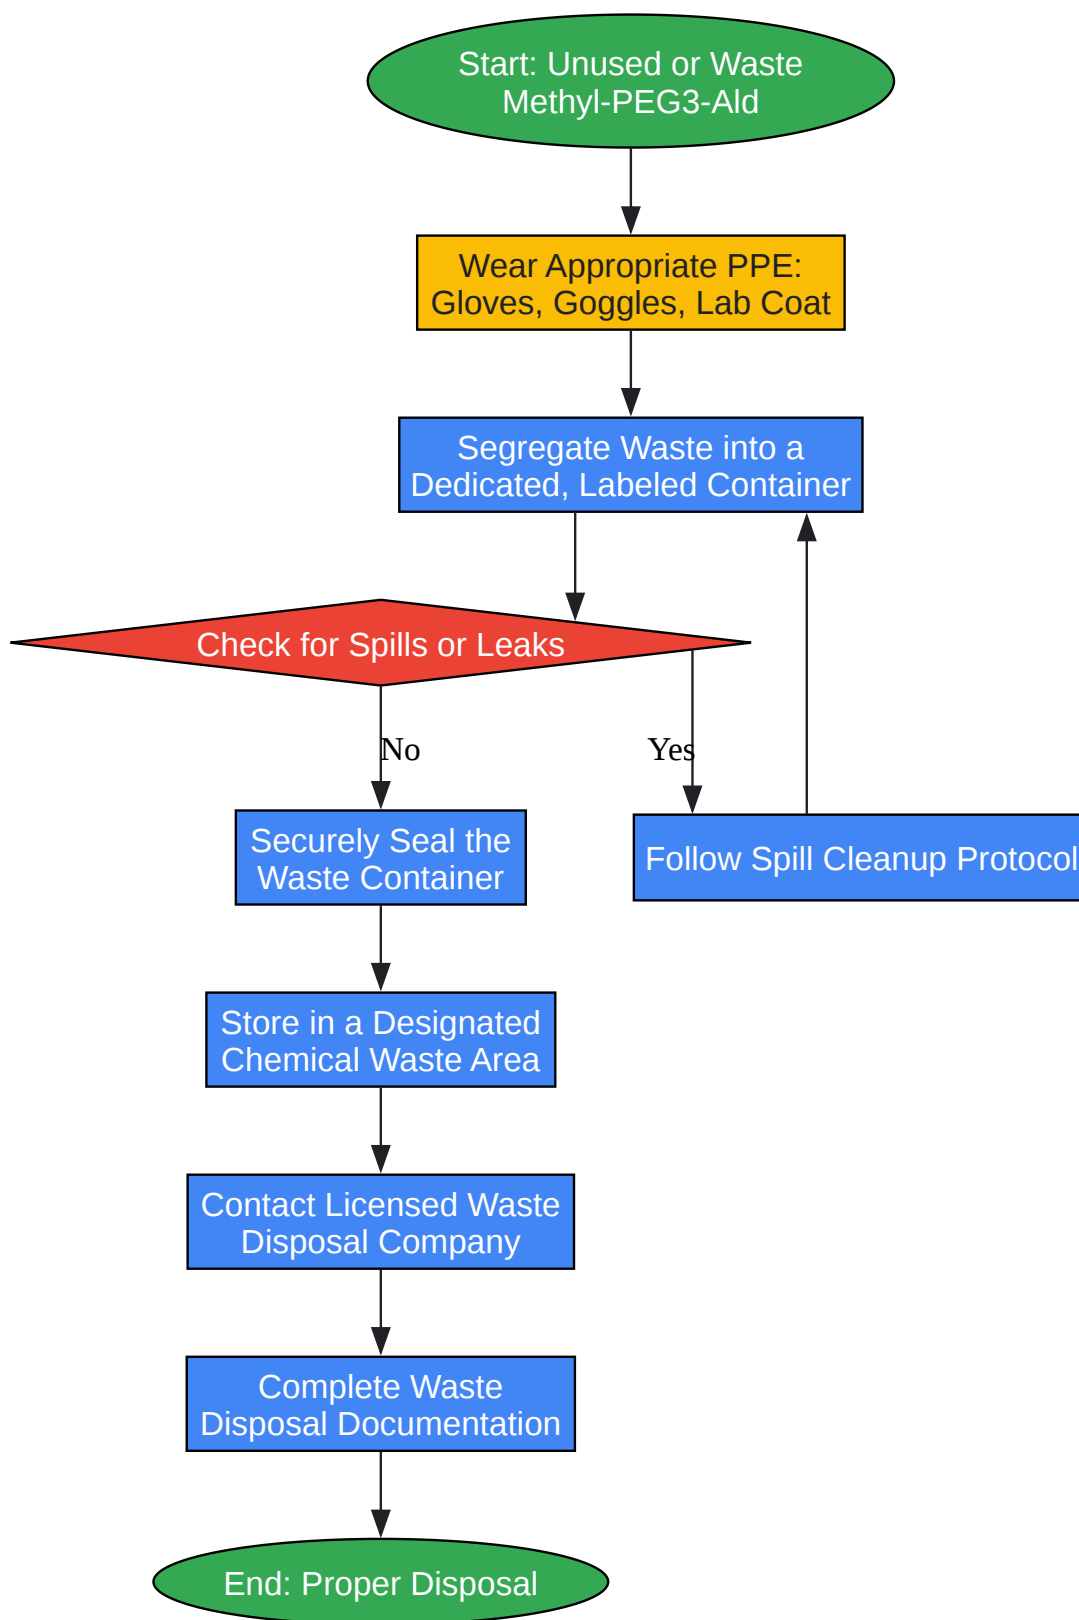 Start: Unused or Waste
Methyl-PEG3-Ald
Wear Appropriate PPE:
Gloves, Goggles, Lab Coat
Segregate Waste into a
Dedicated, Labeled Container
Check for Spills or Leaks
No
Yes
Securely Seal the
Waste Container
Follow Spill Cleanup Protocol
Store in a Designated
Chemical Waste Area
Contact Licensed Waste
Disposal Company
Complete Waste
Disposal Documentation
End: Proper Disposal